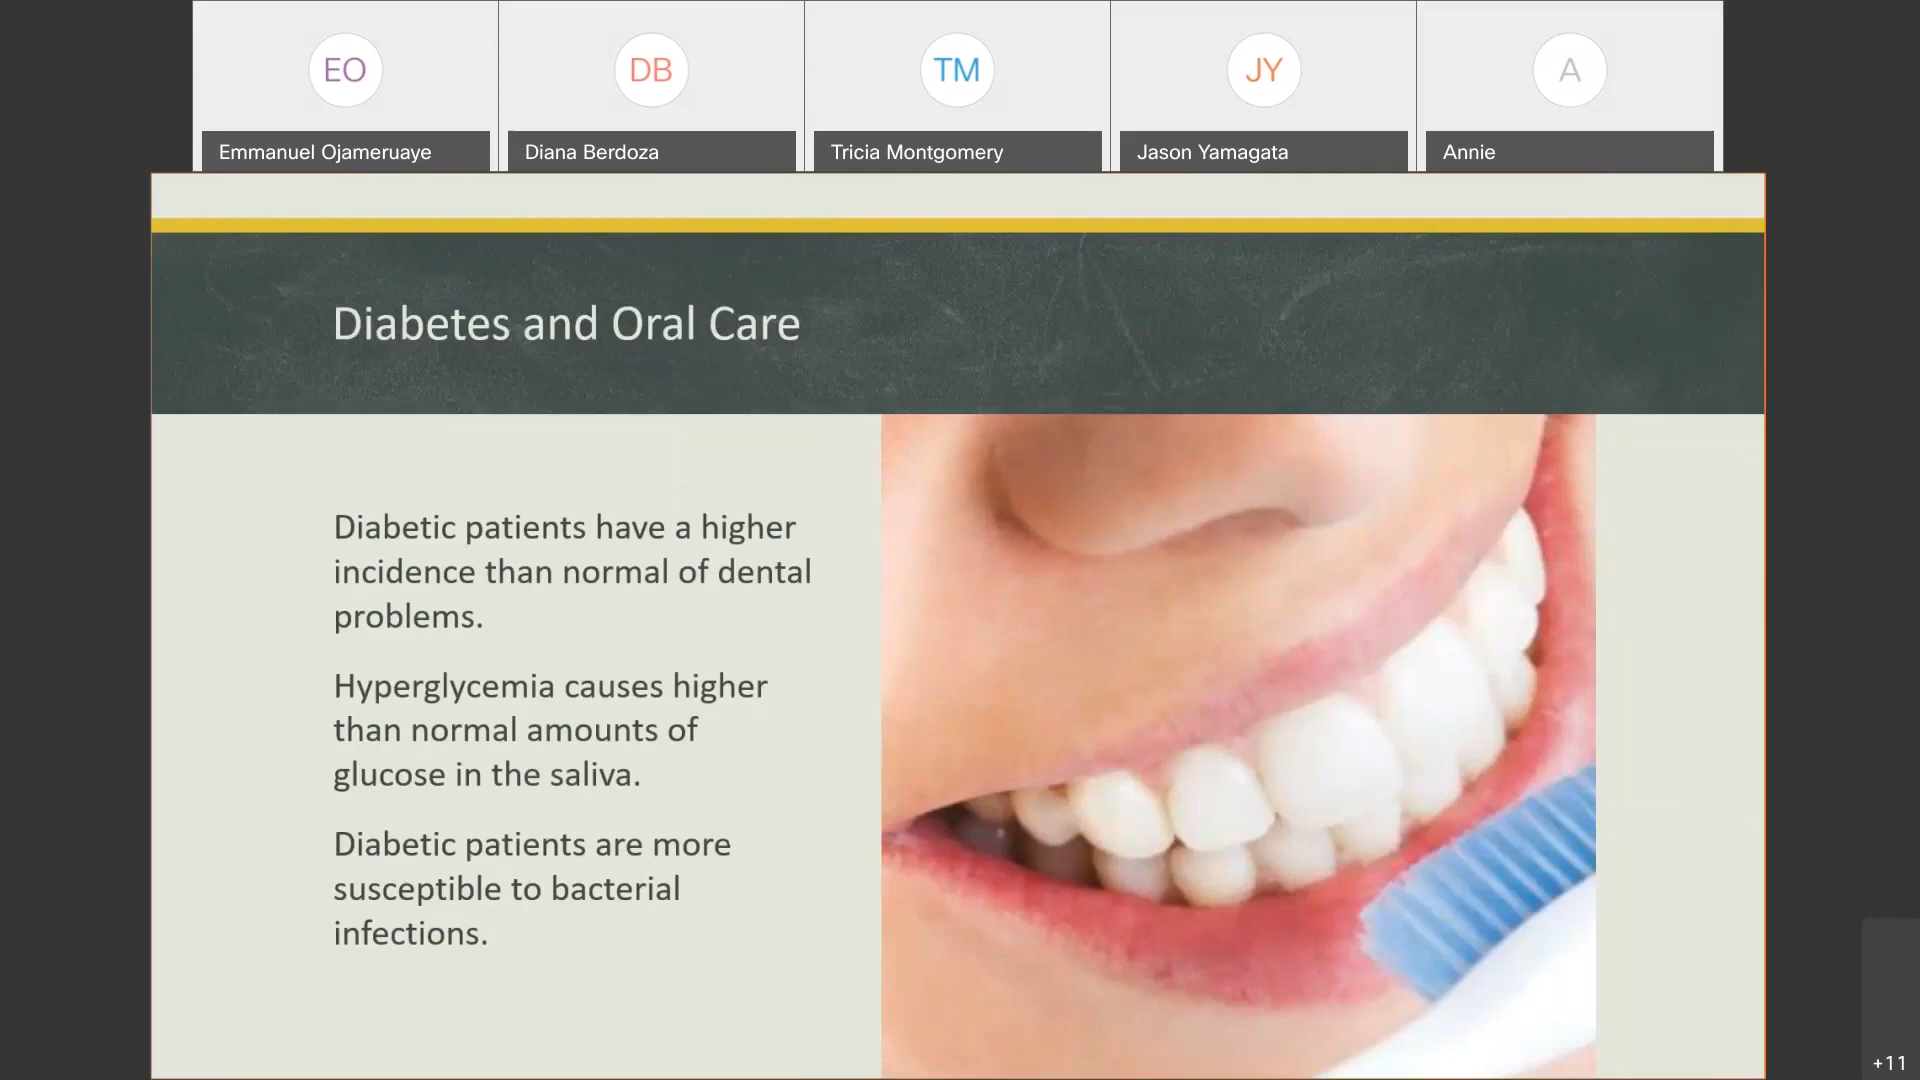 EO
DB
TM
JY
A
Emmanuel Ojameruaye
Diana Berdoza
Tricia Montgomery
Jason Yamagata
Annie
Diabetes and Oral Care
Diabetic patients have a higher
incidence than normal of dental
problems.
Hyperglycemia causes higher
than normal amounts of
glucose in the saliva.
Diabetic patients are more
susceptible to bacterial
infections.
+11